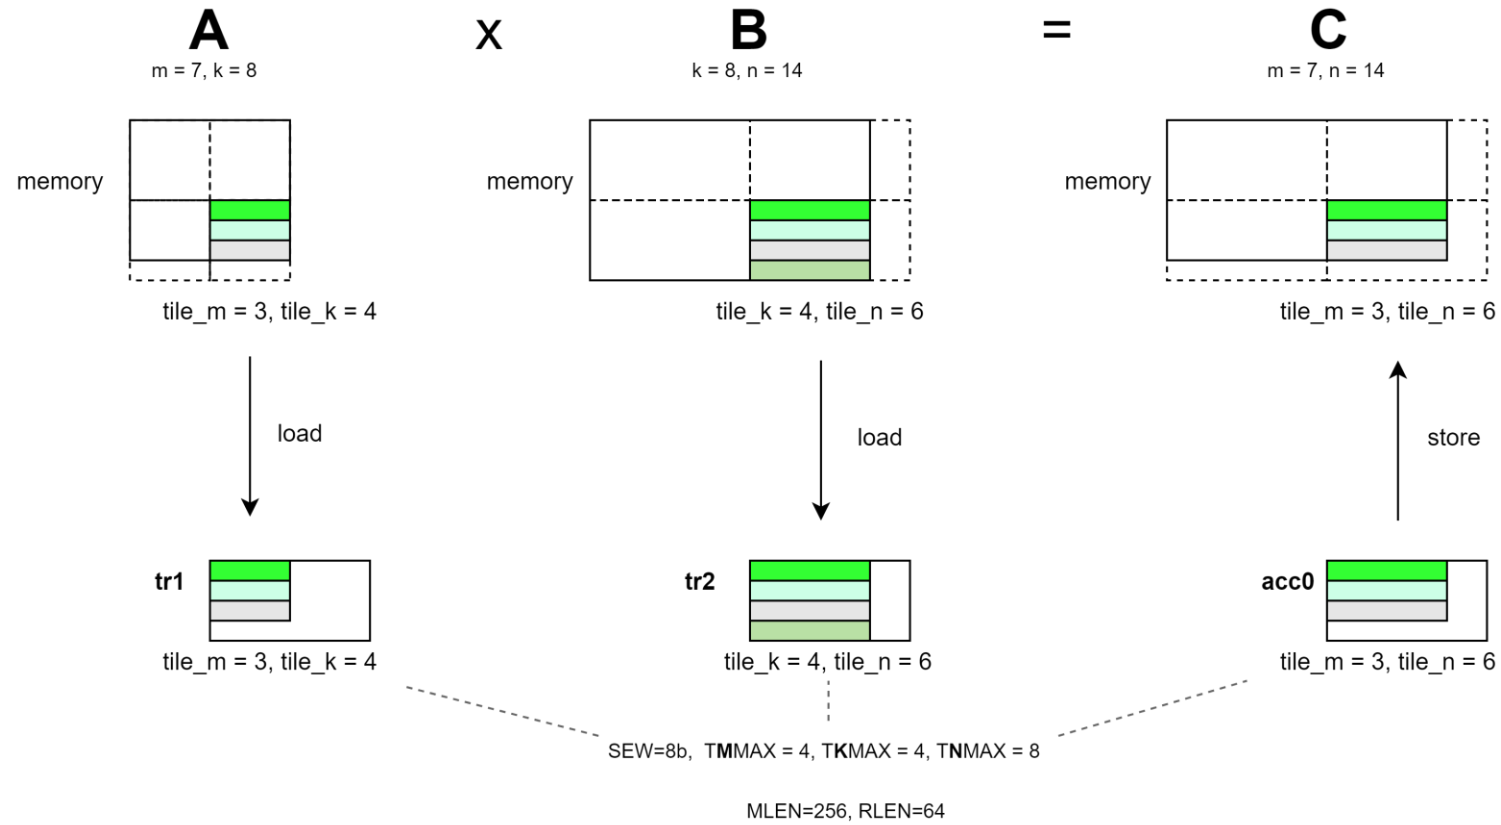 A x B = C
m = 7, k = 8 k = 8, n = 14 m = 7, n = 14
memory memory memory
tile_m = 3, tile_k = 4 tile_k = 4, tile_n = 6 tile_m = 3, tile_n = 6
load load store
tr1 tr2 acc0
tile_m = 3, tile_k = 4 tile_k = 4, tile_n = 6 tile_m = 3, tile_n = 6
SEW=8b, TMMAX = 4, TKMAX = 4, TNMAX = 8
MLEN=256, RLEN=64